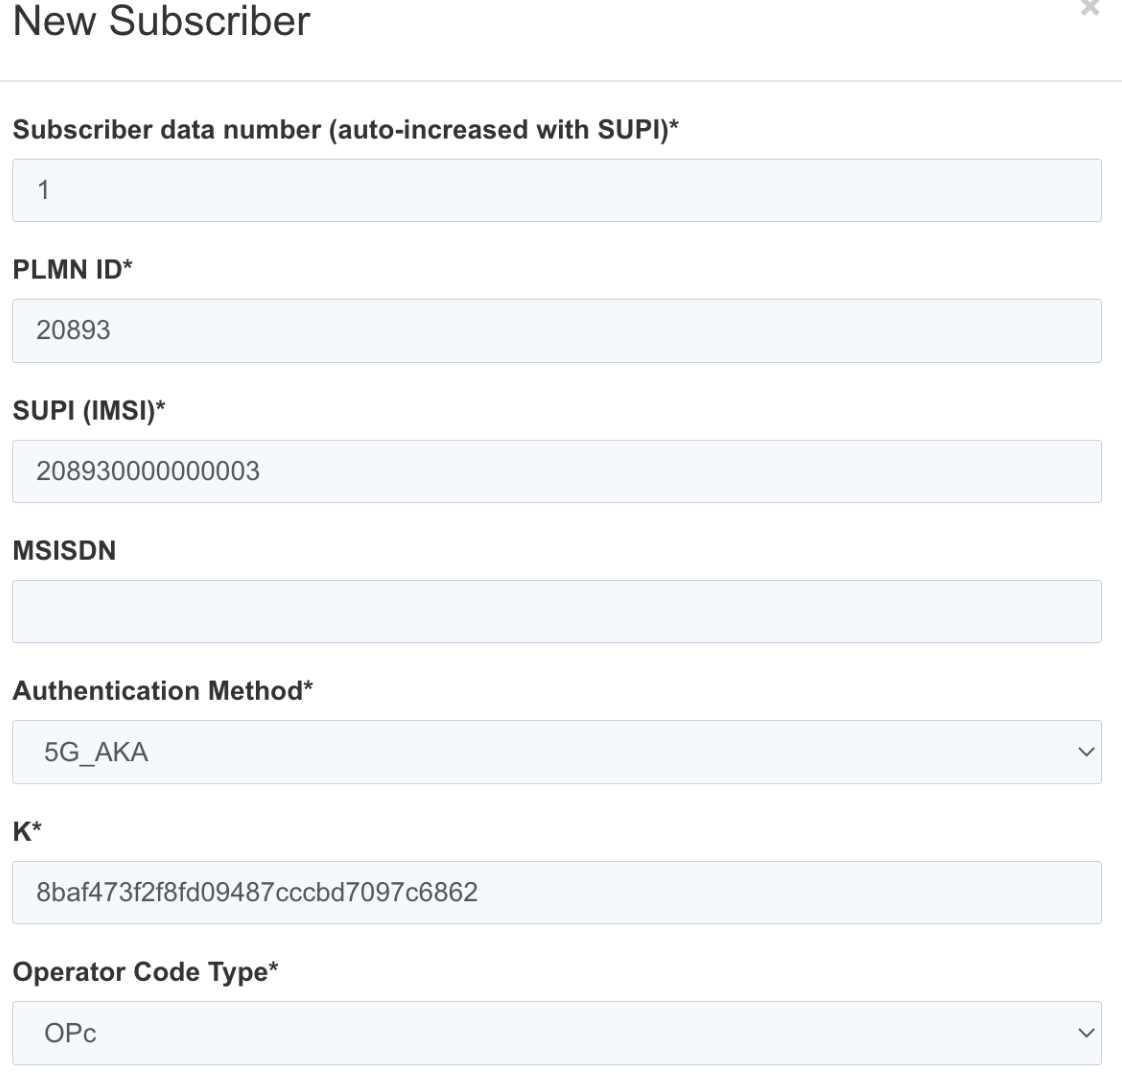 New Subscriber
×
Subscriber data number (auto-increased with SUPI)*
1
PLMN ID*
20893
SUPI (IMSI)*
208930000000003
MSISDN
Authentication Method*
5G_AKA
K*
8baf473f2f8fd09487cccbd7097c6862
Operator Code Type*
OPc